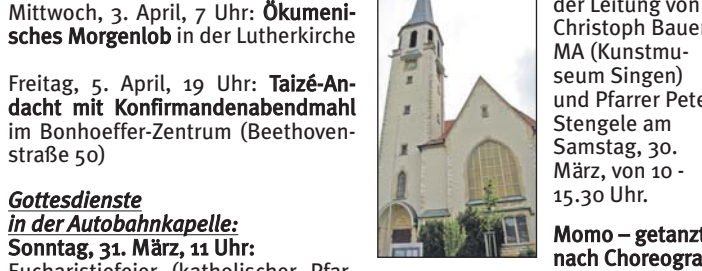 Mittwoch, 3. April, 7 Uhr: Ökumeni-
sches Morgenlob in der Lutherkirche
Freitag, 5. April, 19 Uhr: Taizé-An-
dacht mit Konfirmandenabendmahl
im Bonhoeffer-Zentrum (Beethoven-
straße 50)
Gottesdienste
in der Autobahnkapelle:
Sonntag, 31. März, 11 Uhr:
Eucharistiefeier (katholischer Pfar-
der Leitung von
Christoph Bauer
MA (Kunstmu-
seum Singen)
und Pfarrer Pete
Stengele am
Samstag, 30.
März, von 10 -
15.30 Uhr.
Momo – getanzt
nach Choreogra